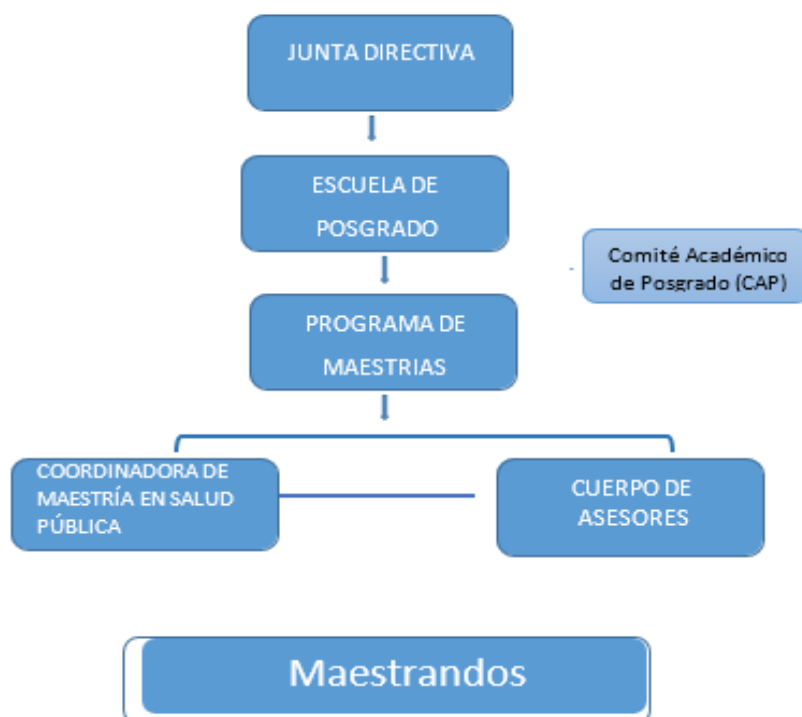 JUNTA DIRECTIVA
ESCUELA DE
POSGRADO
Comité Académico
de Posgrado (CAP)
PROGRAMA DE
MAESTRIAS
COORDINADORA DE
MAESTRÍA EN SALUD
PÚBLICA
CUERPO DE
ASESORES
Maestrandos